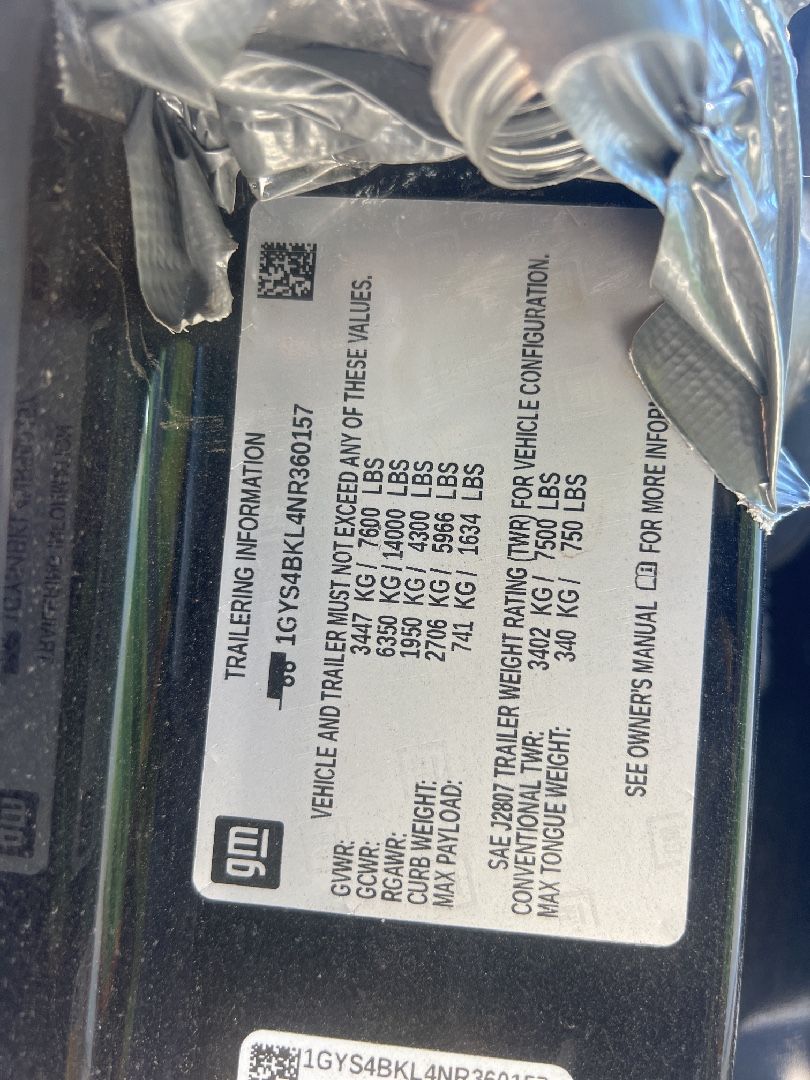 gm
TRAILERING INFORMATION
1GYS4BKL4NR360157
VEHICLE AND TRAILER MUST NOT EXCEED ANY OF THESE VALUES.
GVWR: 3447 KG / 7600 LBS
GCWR: 6350 KG / 14000 LBS
RGAWR: 1950 KG / 4300 LBS
CURB WEIGHT: 2706 KG / 5966 LBS
MAX PAYLOAD: 741 KG / 1634 LBS
SAE J2807 TRAILER WEIGHT RATING (TWR) FOR VEHICLE CONFIGURATION.
CONVENTIONAL TWR: 3402 KG / 7500 LBS
MAX TONGUE WEIGHT: 340 KG / 750 LBS
SEE OWNER'S MANUAL FOR MORE INFOR
1GYS4BKL4NR360157